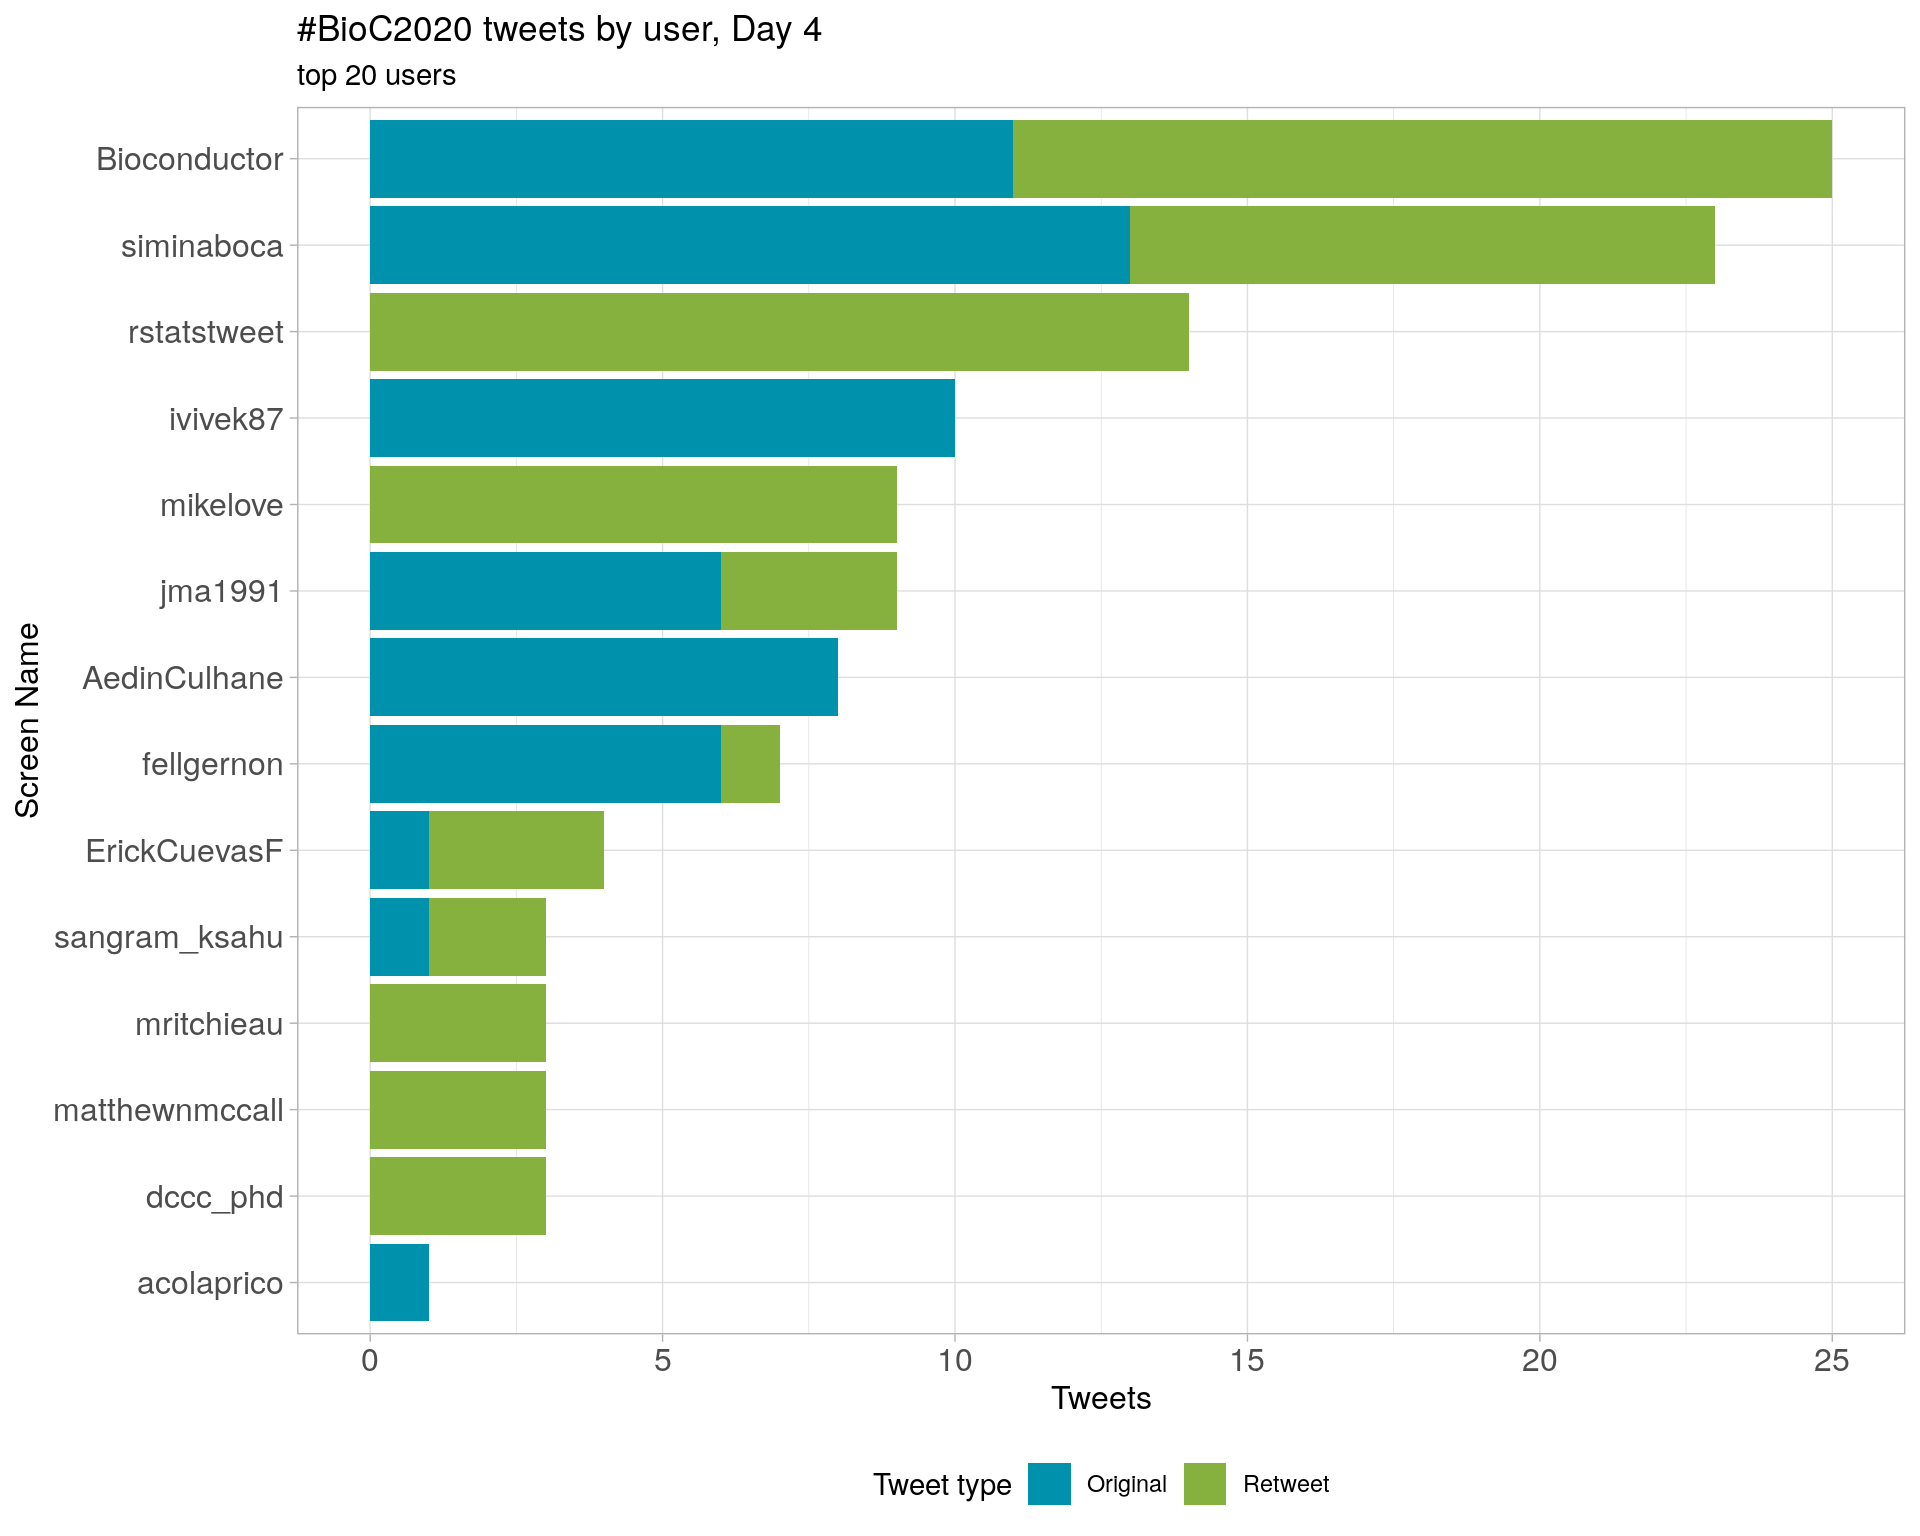 #BioC2020 tweets by user, Day 4
top 20 users
Screen Name
Bioconductor
siminaboca
rstatstweet
ivivek87
mikelove
jma1991
AedinCulhane
fellgernon
ErickCuevasF
sangram_ksahu
mritchieau
matthewnmccall
dccc_phd
acolaprico
0 5 10 15 20 25
Tweets
Tweet type Original Retweet